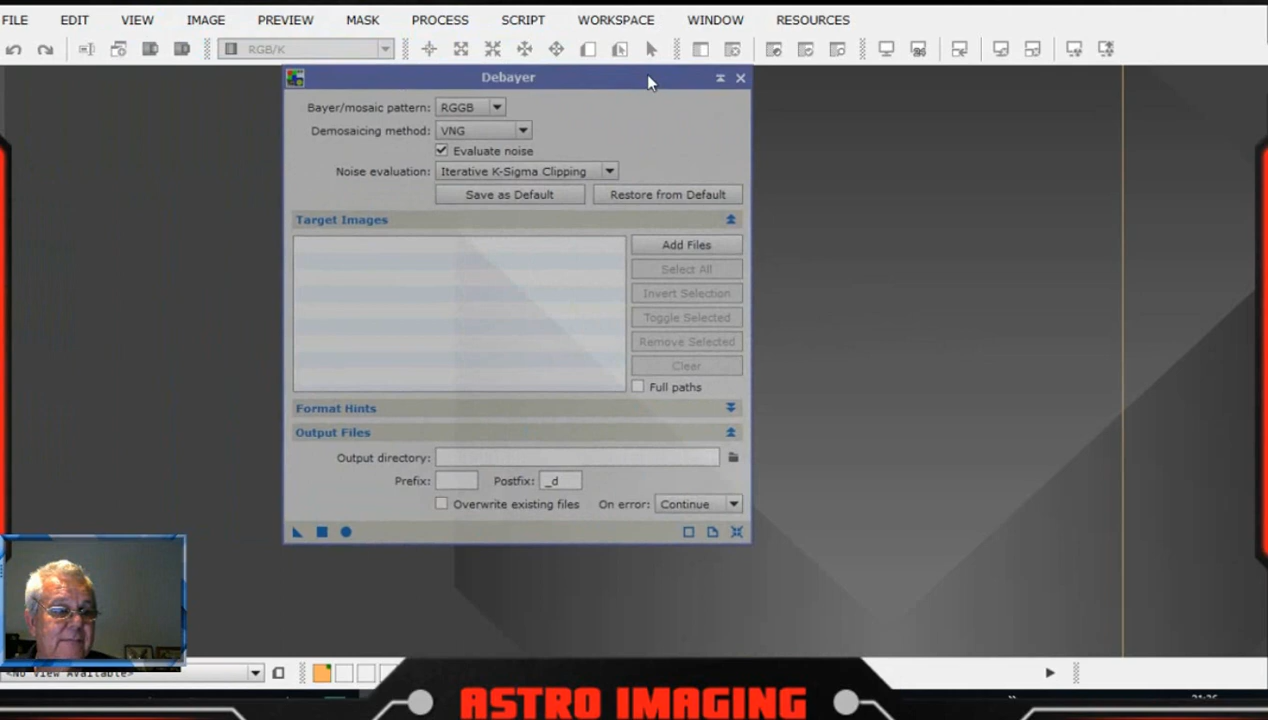 FILE EDIT VIEW IMAGE PREVIEW MASK PROCESS SCRIPT WORKSPACE WINDOW RESOURCES
RGB/K
Debayer
Bayer/mosaic pattern: RGGB
Demosaicing method: VNG
Evaluate noise
Noise evaluation: Iterative K-Sigma Clipping
Save as Default Restore from Default
Target Images
Add Files
Select All
Invert Selection
Toggle Selected
Remove Selected
Clear
Full paths
Format Hints
Output Files
Output directory:
Prefix: Postfix: _d
Overwrite existing files On error: Continue
<No View Available>
ASTRO IMAGING